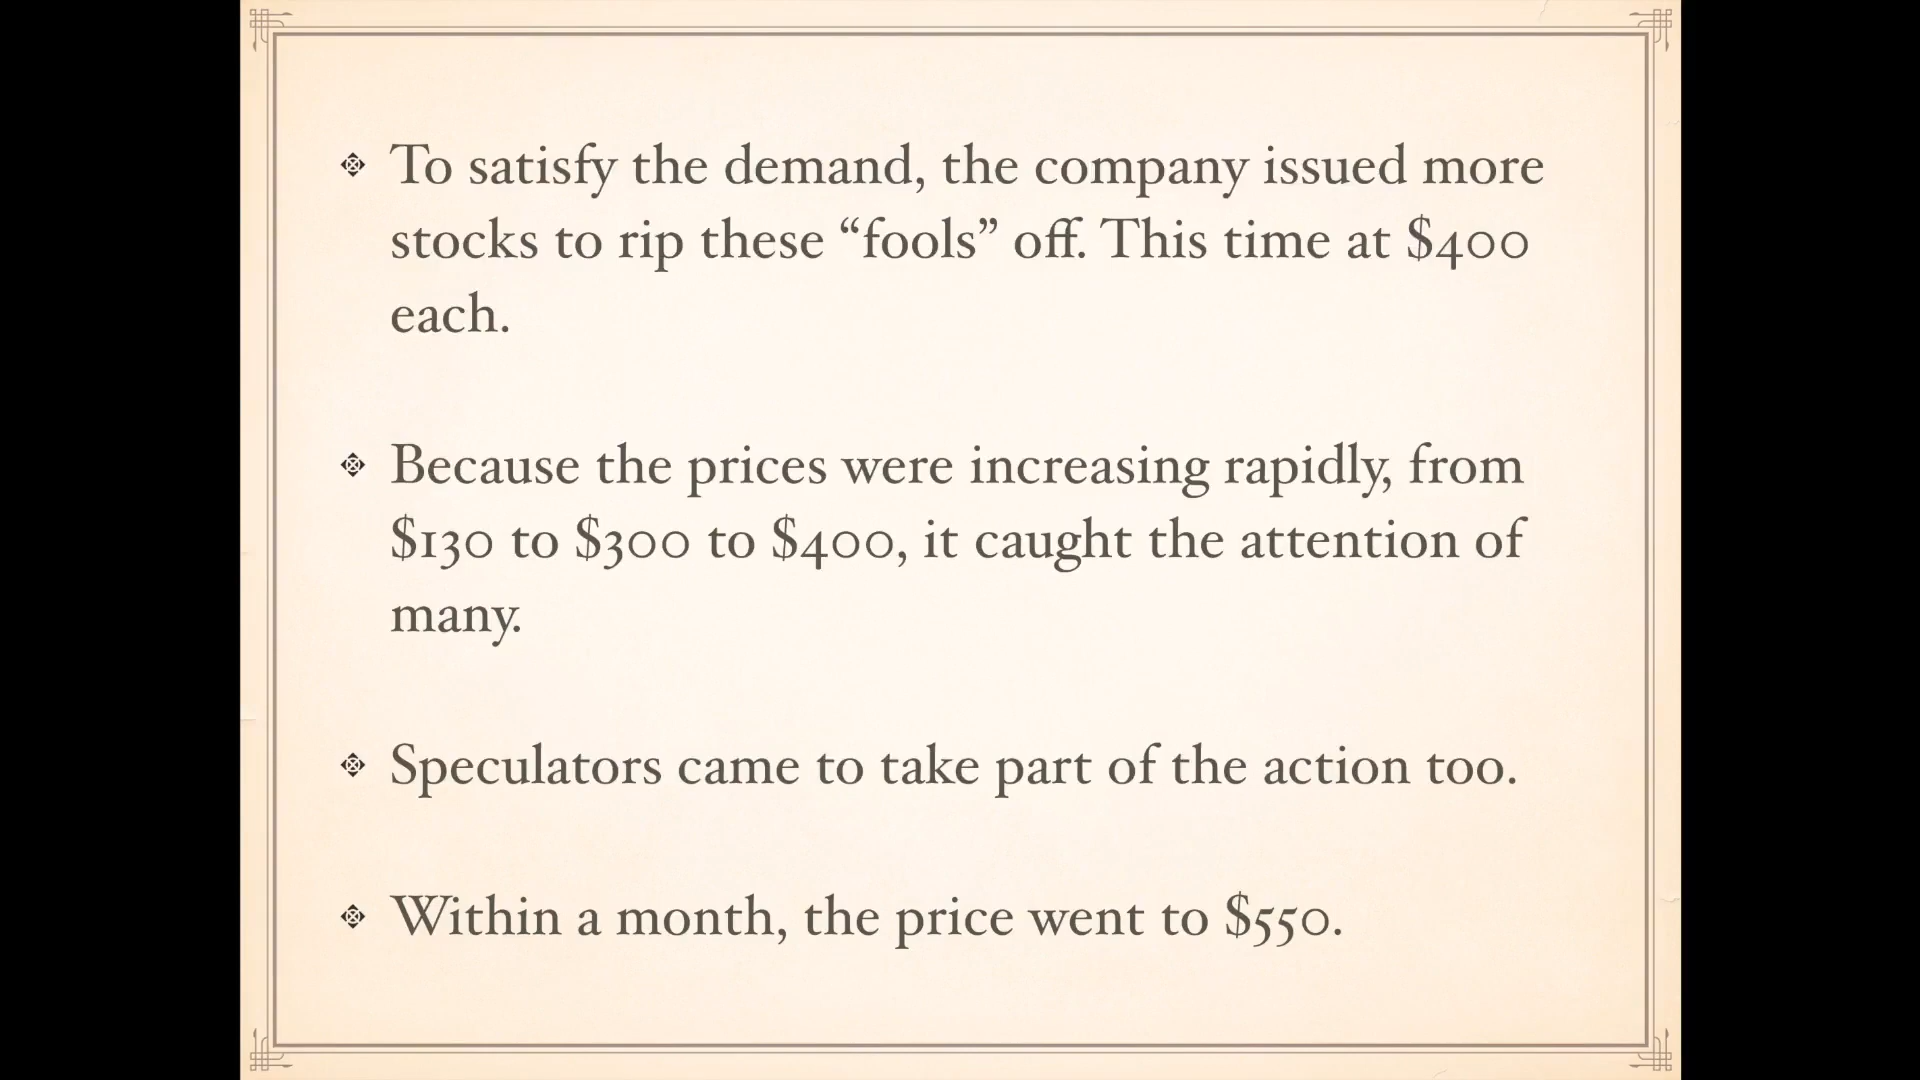 To satisfy the demand, the company issued more
stocks to rip these “fools” off. This time at $400
each.
Because the prices were increasing rapidly, from
$130 to $300 to $400, it caught the attention of
many.
Speculators came to take part of the action too.
Within a month, the price went to $550.